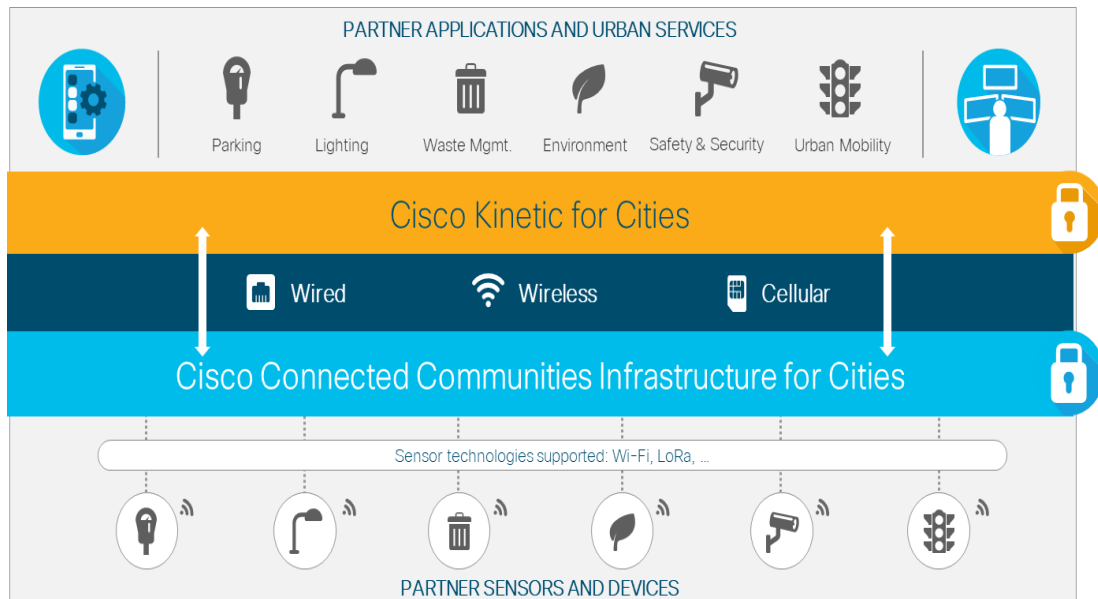 PARTNER APPLICATIONS AND URBAN SERVICES
Parking
Lighting
Waste Mgmt.
Environment
Safety & Security
Urban Mobility
Cisco Kinetic for Cities
Wired
Wireless
Cellular
Cisco Connected Communities Infrastructure for Cities
Sensor technologies supported: Wi-Fi, LoRa, ...
PARTNER SENSORS AND DEVICES